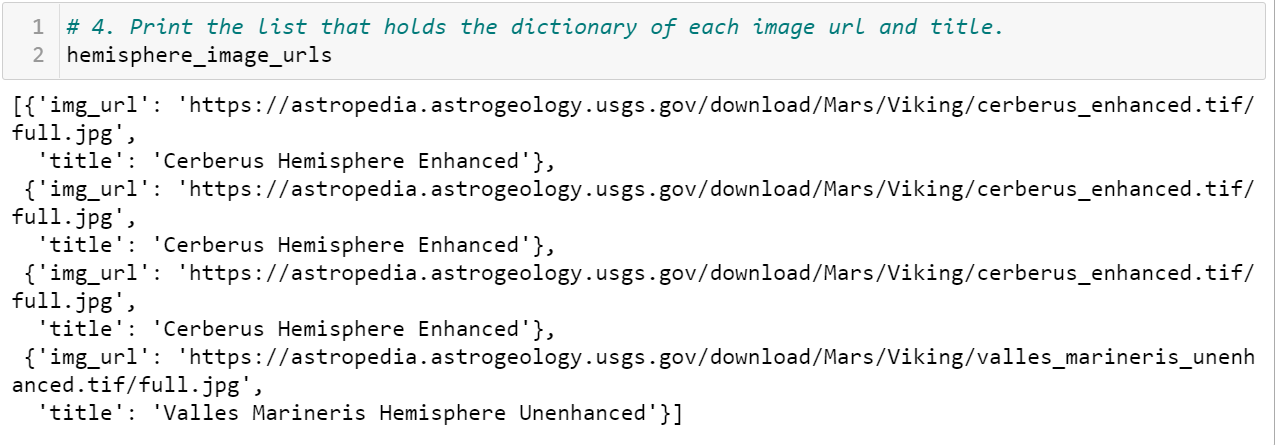 1 # 4. Print the list that holds the dictionary of each image url and title.
2 hemisphere_image_urls
[{'img_url': 'https://astropedia.astrogeology.usgs.gov/download/Mars/Viking/cerberus_enhanced.tif/
full.jpg',
  'title': 'Cerberus Hemisphere Enhanced'},
 {'img_url': 'https://astropedia.astrogeology.usgs.gov/download/Mars/Viking/cerberus_enhanced.tif/
full.jpg',
  'title': 'Cerberus Hemisphere Enhanced'},
 {'img_url': 'https://astropedia.astrogeology.usgs.gov/download/Mars/Viking/cerberus_enhanced.tif/
full.jpg',
  'title': 'Cerberus Hemisphere Enhanced'},
 {'img_url': 'https://astropedia.astrogeology.usgs.gov/download/Mars/Viking/valles_marineris_unenh
anced.tif/full.jpg',
  'title': 'Valles Marineris Hemisphere Unenhanced'}]